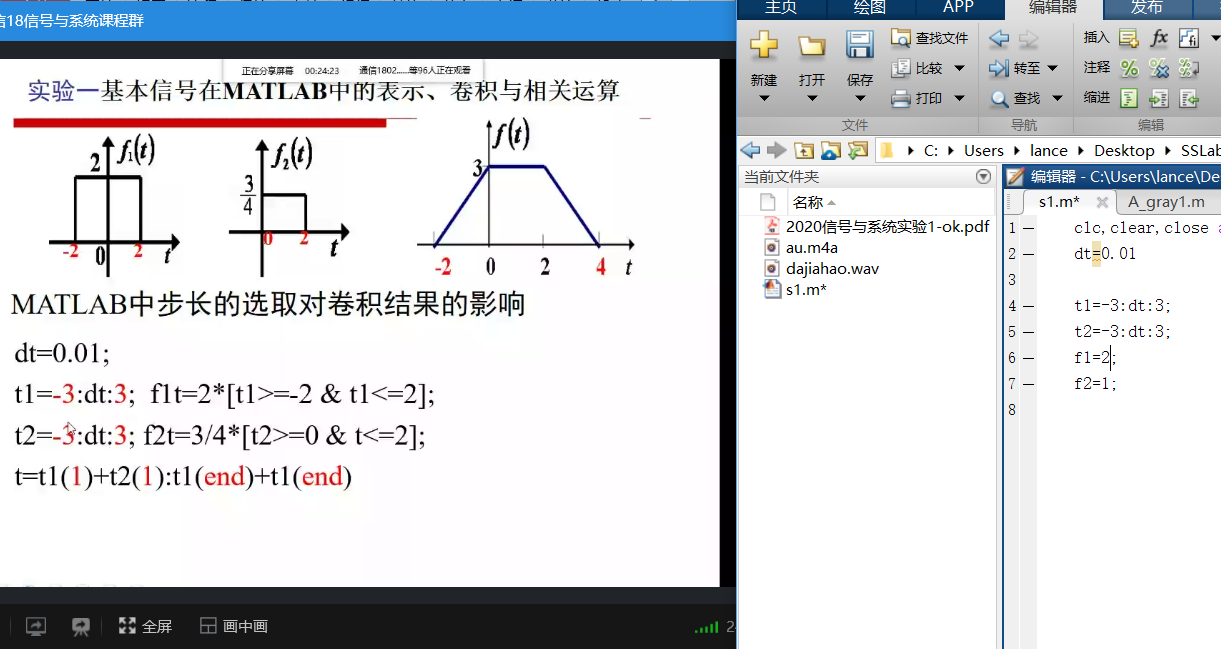 信18信号与系统课程群
正在分享屏幕 00:24:23 通信1802......等96人正在观看
实验一基本信号在MATLAB中的表示、卷积与相关运算
f₁(t)
2
-2 0 2 t
f₂(t)
3
4
0 2 t
f(t)
3
-2 0 2 4 t
MATLAB中步长的选取对卷积结果的影响
dt=0.01;
t1=-3:dt:3; f1t=2*[t1>=-2 & t1<=2];
t2=-3:dt:3; f2t=3/4*[t2>=0 & t<=2];
t=t1(1)+t2(1):t1(end)+t1(end)
全屏 画中画
主页 绘图 APP 编辑器 发布
新建 打开 保存
查找文件
比较
打印
转至
查找
插入 fx
注释
缩进
文件 导航 编辑
C: Users lance Desktop SSLab
当前文件夹
名称
2020信号与系统实验1-ok.pdf
au.m4a
dajiahao.wav
s1.m*
编辑器 - C:\Users\lance\De
s1.m* A_gray1.m
1 clc,clear,close a
2 dt=0.01
3
4 t1=-3:dt:3;
5 t2=-3:dt:3;
6 f1=2;
7 f2=1;
8